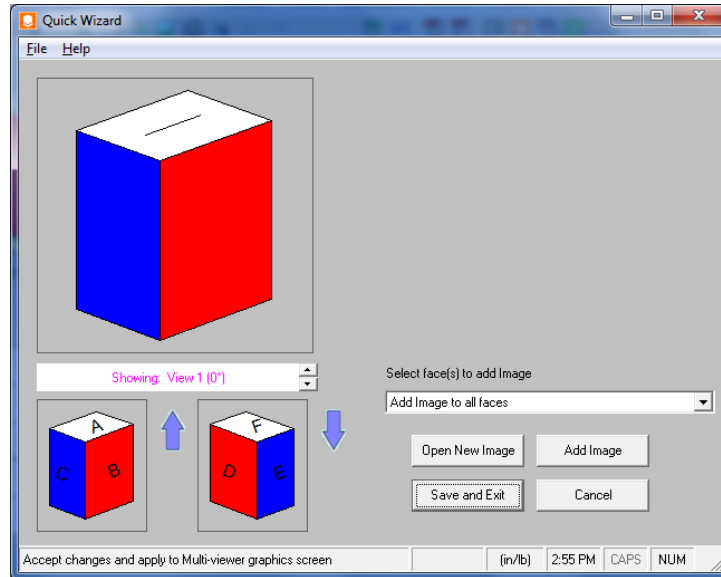 Quick Wizard
File Help
Showing: View 1 (0°)
Select face(s) to add Image
Add Image to all faces
A
C B
F
D E
Open New Image Add Image
Save and Exit Cancel
Accept changes and apply to Multi-viewer graphics screen (in/lb) 2:55 PM CAPS NUM